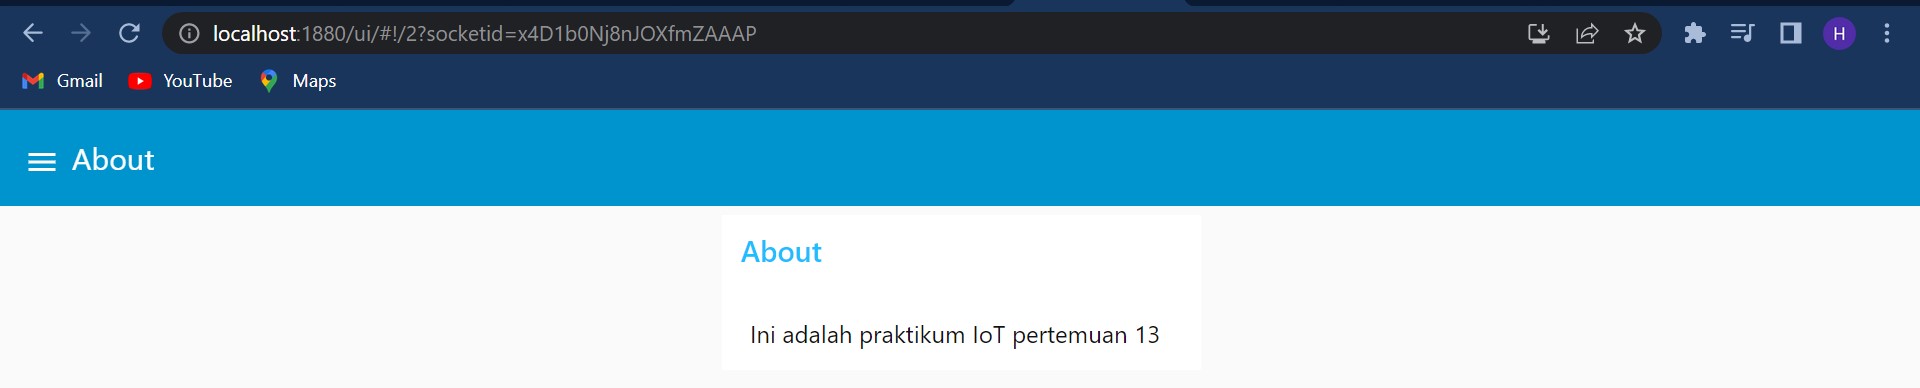 localhost:1880/ui/#!/2?socketid=x4D1b0Nj8nJOXfmZAAAP
H
Gmail YouTube Maps
About
About
Ini adalah praktikum IoT pertemuan 13